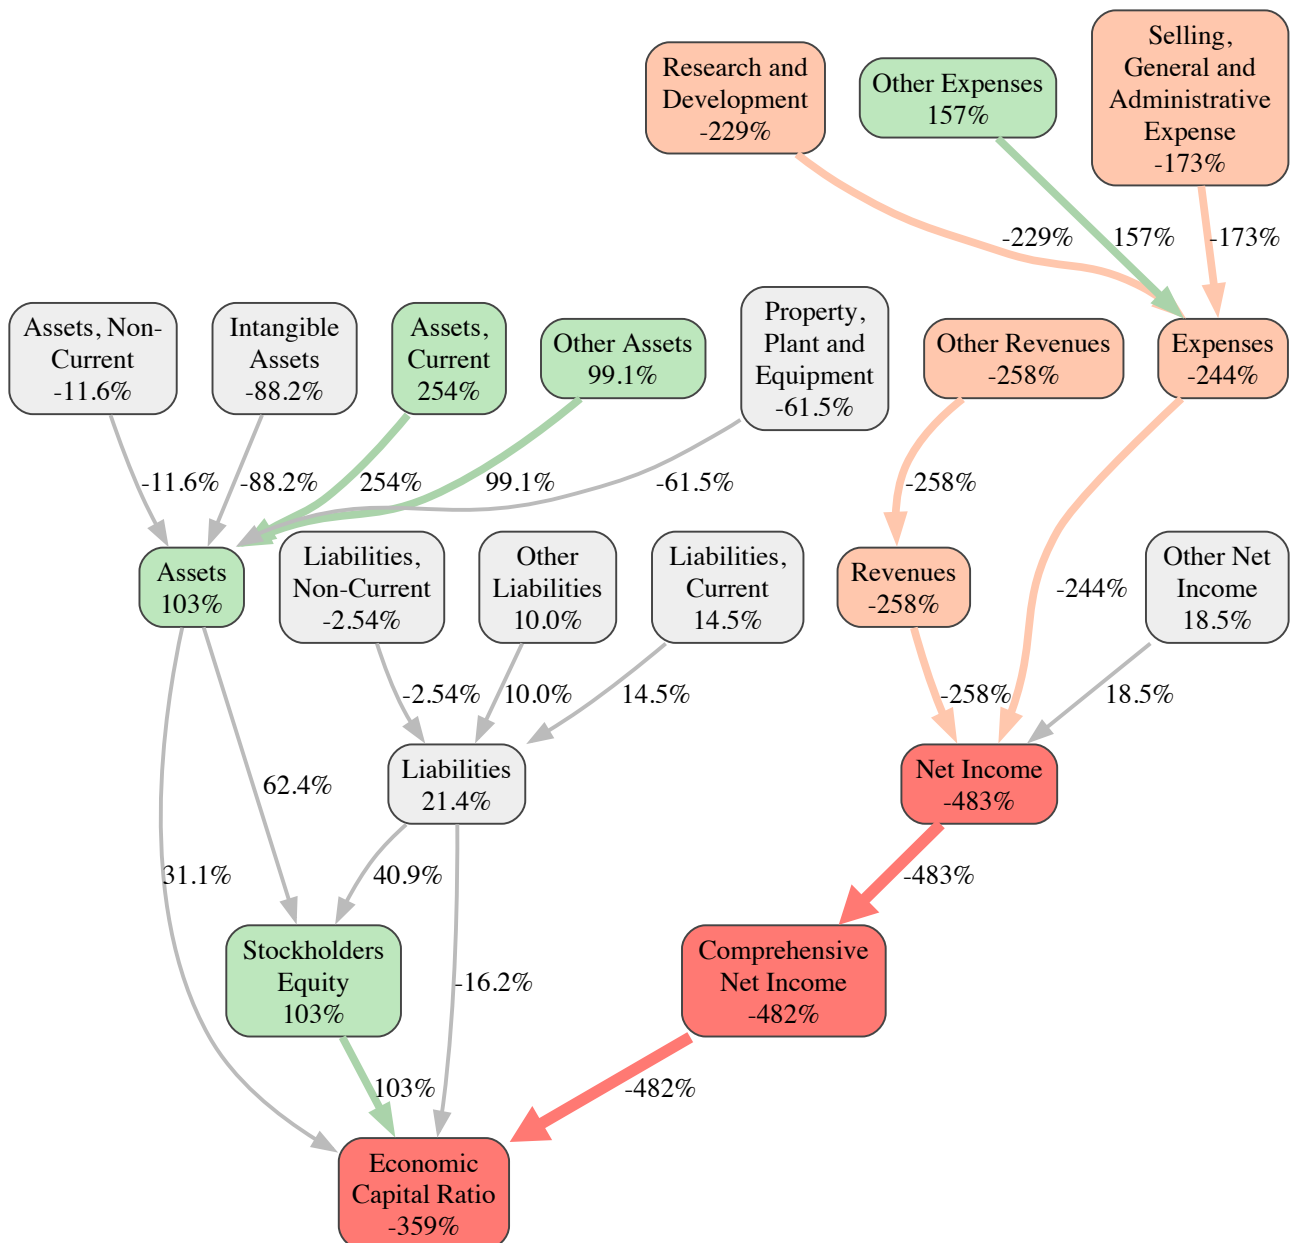 Research and
Development
-229%
Other Expenses
157%
Selling,
General and
Administrative
Expense
-173%
-229%
157%
-173%
Assets, Non-
Current
-11.6%
Intangible
Assets
-88.2%
Assets,
Current
254%
Other Assets
99.1%
Property,
Plant and
Equipment
-61.5%
Other Revenues
-258%
Expenses
-244%
-11.6%
-88.2%
254%
99.1%
-61.5%
-258%
-244%
Assets
103%
Liabilities,
Non-Current
-2.54%
Other
Liabilities
10.0%
Liabilities,
Current
14.5%
Revenues
-258%
Other Net
Income
18.5%
-2.54%
10.0%
14.5%
-258%
18.5%
62.4%
31.1%
Liabilities
21.4%
Net Income
-483%
40.9%
-16.2%
-483%
Stockholders
Equity
103%
Comprehensive
Net Income
-482%
103%
-482%
Economic
Capital Ratio
-359%